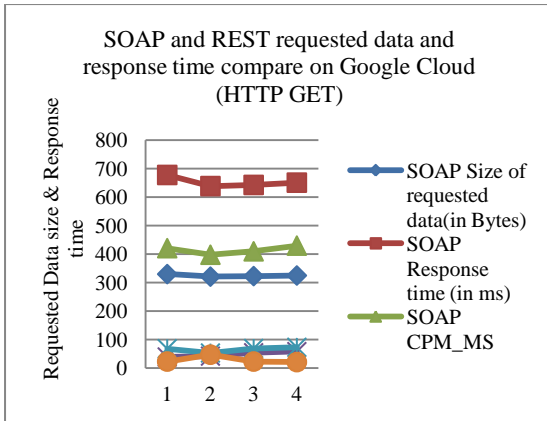 SOAP and REST requested data and
response time compare on Google Cloud
(HTTP GET)
Requested Data size & Response
time
800
700
600
500
400
300
200
100
0
1 2 3 4
SOAP Size of
requested
data(in Bytes)
SOAP
Response
time (in ms)
SOAP
CPM_MS